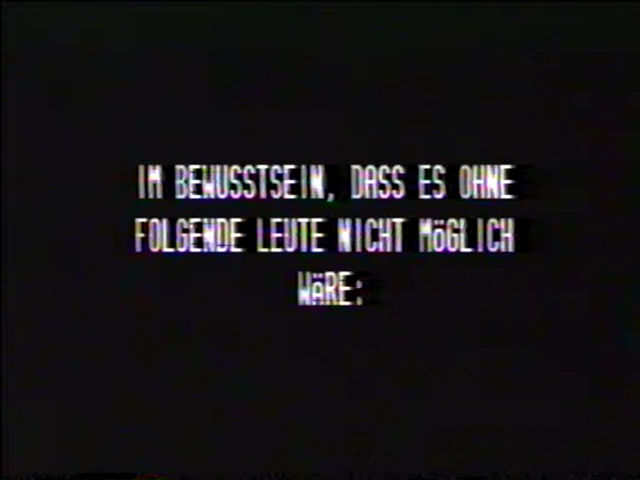 IM BEWUSSTSEIN, DASS ES OHNE
FOLGENDE LEUTE NICHT MöGLICH
WäRE: